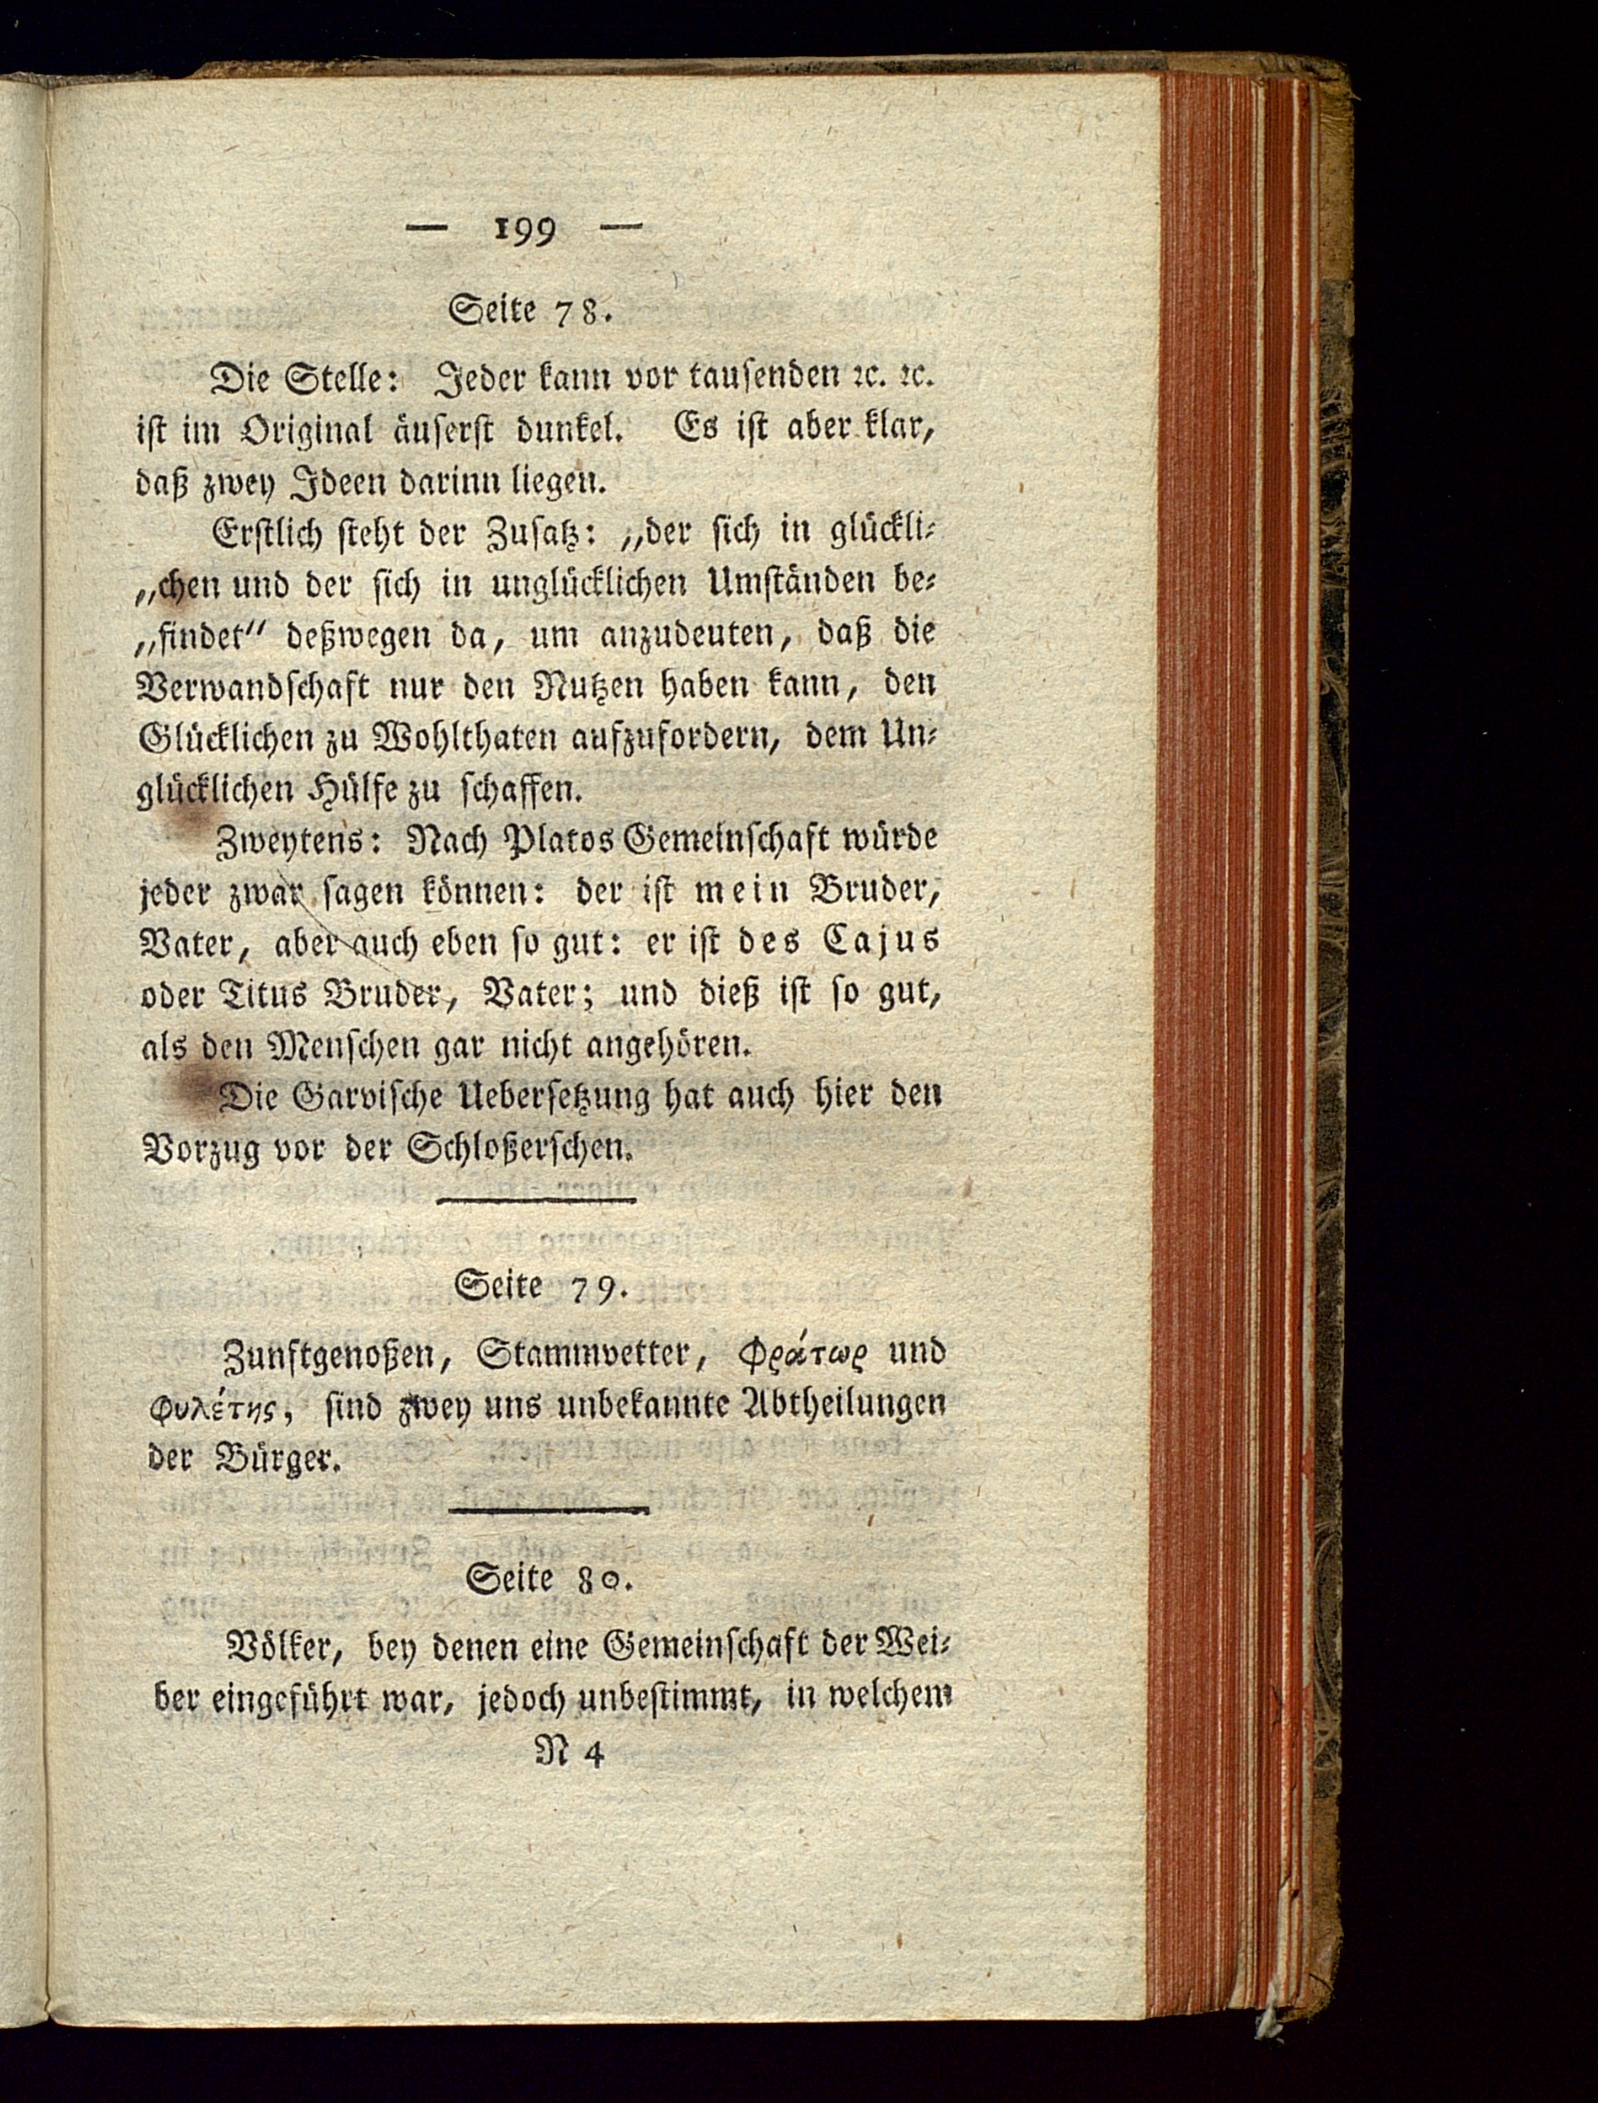 — 199 —
Seite 78.
Die Stelle: Jeder kann vor tausenden ꝛc. ꝛc.
ist im Original äuserst dunkel. Es ist aber klar,
daß zwey Ideen darinn liegen.
Erstlich steht der Zusatz: „der sich in glückli-
„chen und der sich in unglücklichen Umständen be-
„findet“ deßwegen da, um anzudeuten, daß die
Verwandschaft nur den Nutzen haben kann, den
Glücklichen zu Wohlthaten aufzufordern, dem Un-
glücklichen Hülfe zu schaffen.
Zweytens: Nach Platos Gemeinschaft würde
jeder zwar sagen können: der ist mein Bruder,
Vater, aber auch eben so gut: er ist des Cajus
oder Titus Bruder, Vater; und dieß ist so gut,
als den Menschen gar nicht angehören.
Die Garvische Uebersetzung hat auch hier den
Vorzug vor der Schloßerschen.
Seite 79.
Zunftgenoßen, Stammvetter, Φράτωρ und
Φυλέτης, sind zwey uns unbekannte Abtheilungen
der Bürger.
Seite 80.
Völker, bey denen eine Gemeinschaft der Wei-
ber eingeführt war, jedoch unbestimmt, in welchem
N 4